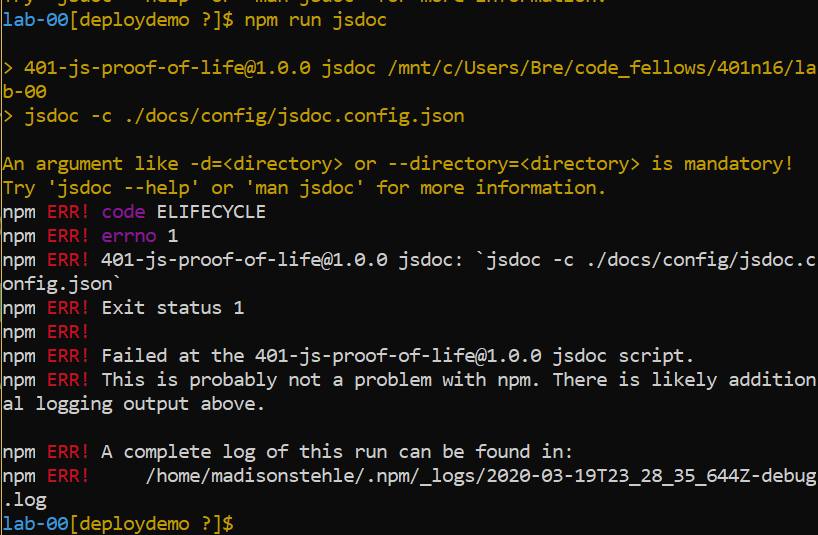 lab-00[deploydemo ?]$ npm run jsdoc
> 401-js-proof-of-life@1.0.0 jsdoc /mnt/c/Users/Bre/code_fellows/401n16/la
b-00
> jsdoc -c ./docs/config/jsdoc.config.json
An argument like -d=<directory> or --directory=<directory> is mandatory!
Try 'jsdoc --help' or 'man jsdoc' for more information.
npm ERR! code ELIFECYCLE
npm ERR! errno 1
npm ERR! 401-js-proof-of-life@1.0.0 jsdoc: `jsdoc -c ./docs/config/jsdoc.c
onfig.json`
npm ERR! Exit status 1
npm ERR!
npm ERR! Failed at the 401-js-proof-of-life@1.0.0 jsdoc script.
npm ERR! This is probably not a problem with npm. There is likely addition
al logging output above.
npm ERR! A complete log of this run can be found in:
npm ERR!     /home/madisonstehle/.npm/_logs/2020-03-19T23_28_35_644Z-debug
.log
lab-00[deploydemo ?]$